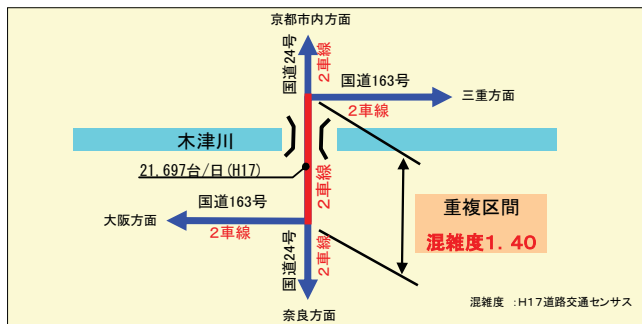 京都市内方面
国道24号
2車線
国道163号
三重方面
2車線
木津川
21,697台/日(H17)
2車線
重複区間
混雑度1.40
国道163号
大阪方面
2車線
国道24号
2車線
奈良方面
混雑度 :H17道路交通センサス